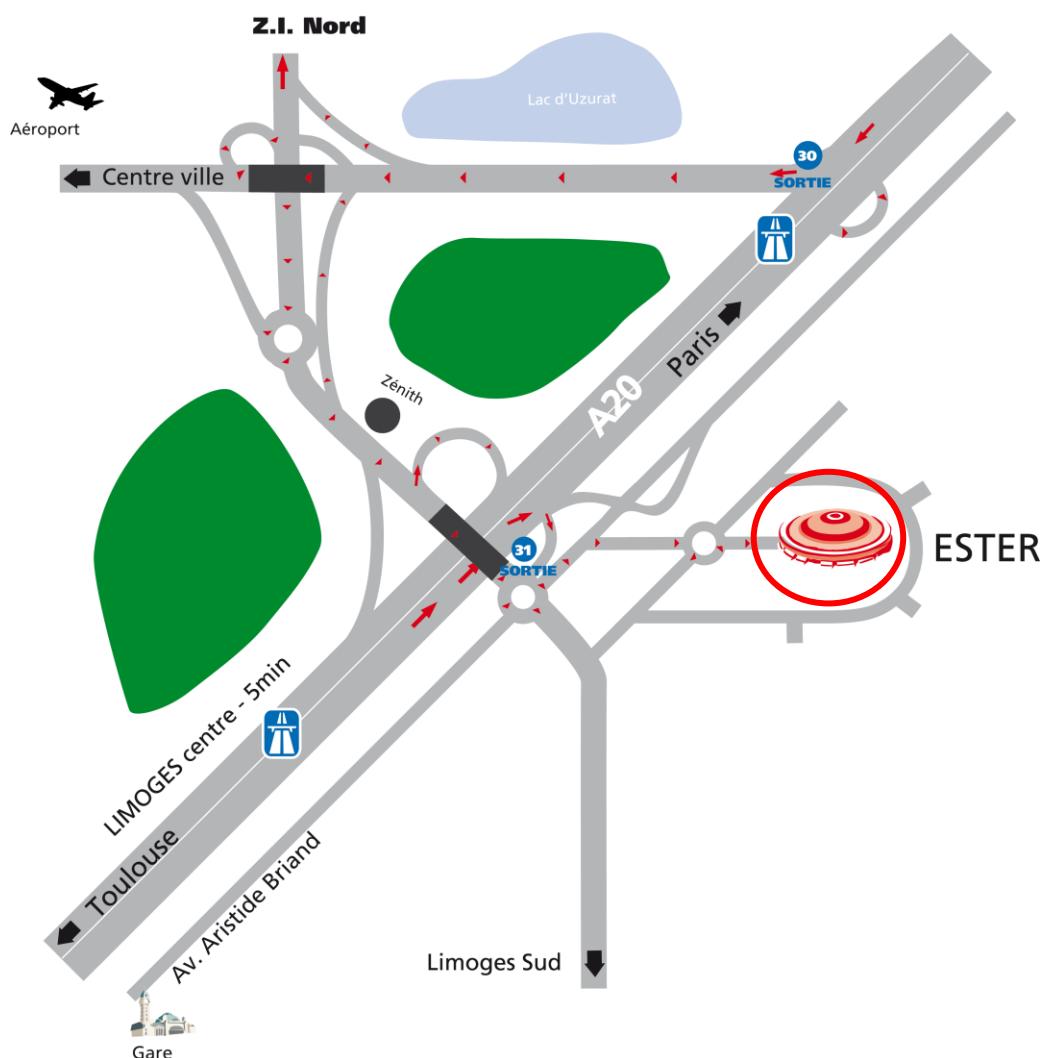 Z.I. Nord
Lac d'Uzurat
Aéroport
30
SORTIE
Centre ville
Paris
A20
Zénith
31
SORTIE
ESTER
LIMOGES centre - 5min
Toulouse
Av. Aristide Briand
Limoges Sud
Gare